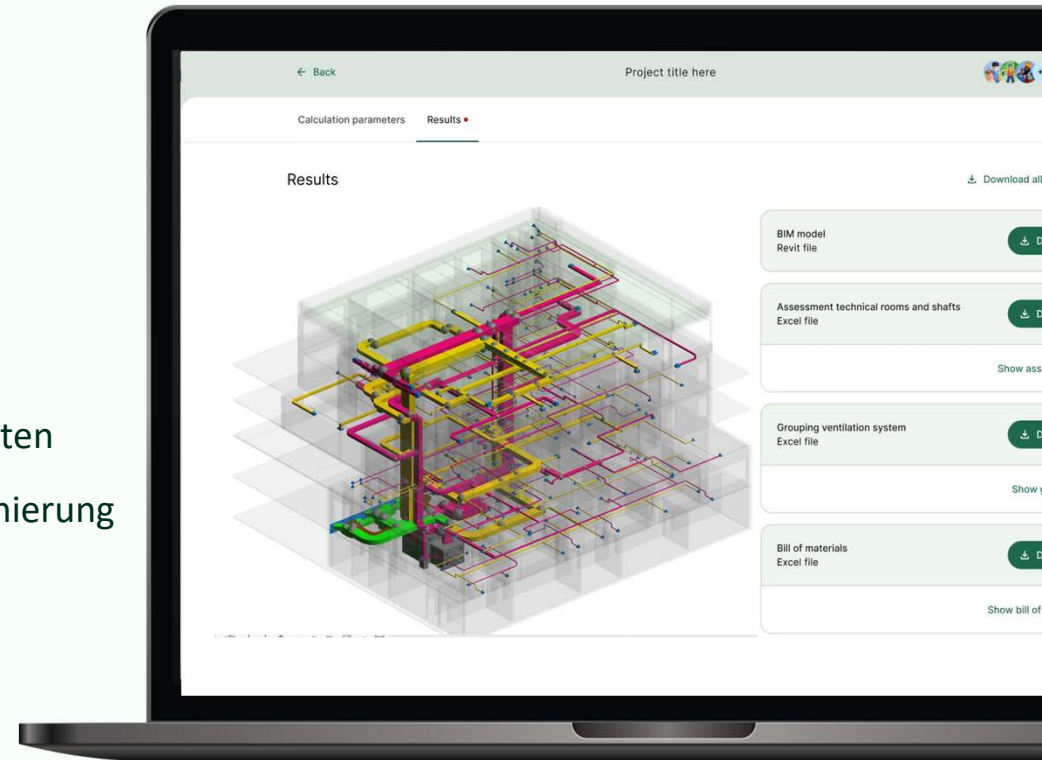 ← Back
Project title here
Calculation parameters
Results
Results
Download all
BIM model
Revit file
D
Assessment technical rooms and shafts
Excel file
D
Show ass
Grouping ventilation system
Excel file
D
Show g
Bill of materials
Excel file
D
Show bill of
ten
nierung